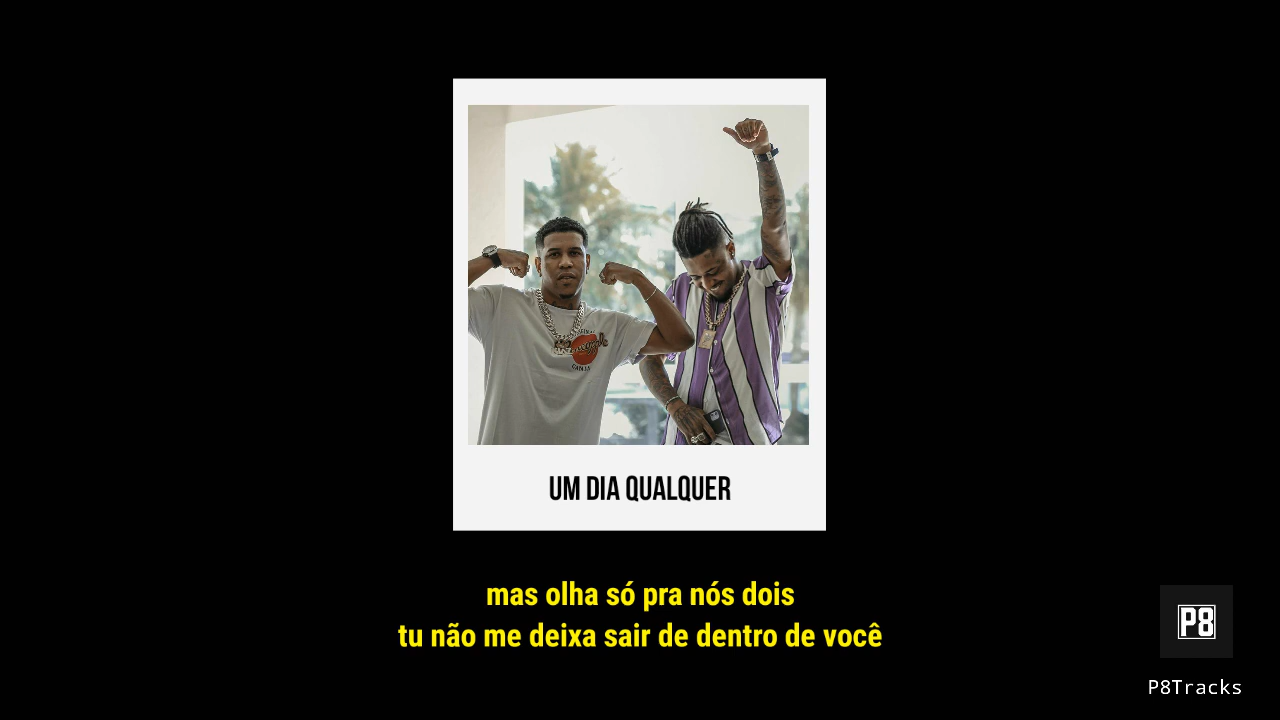 UM DIA QUALQUER
mas olha só pra nós dois
tu não me deixa sair de dentro de você
P8
P8Tracks